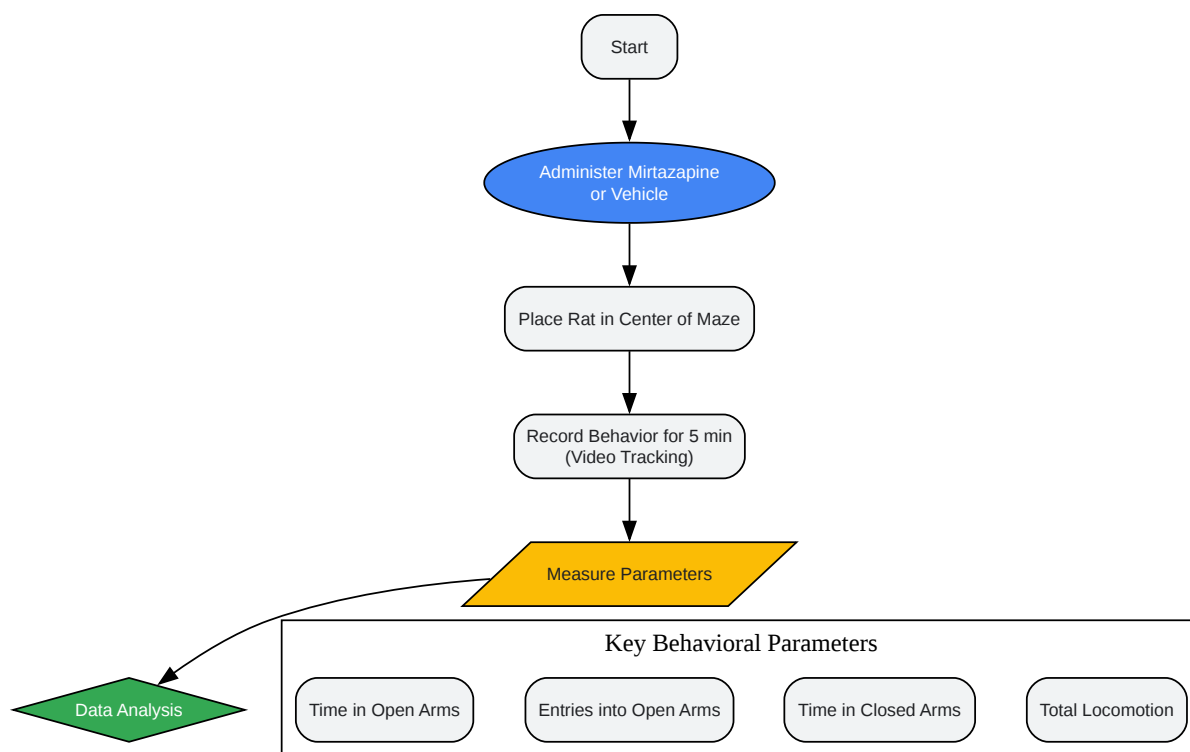 Start
Administer Mirtazapine
or Vehicle
Place Rat in Center of Maze
Record Behavior for 5 min
(Video Tracking)
Measure Parameters
Key Behavioral Parameters
Data Analysis
Time in Open Arms
Entries into Open Arms
Time in Closed Arms
Total Locomotion